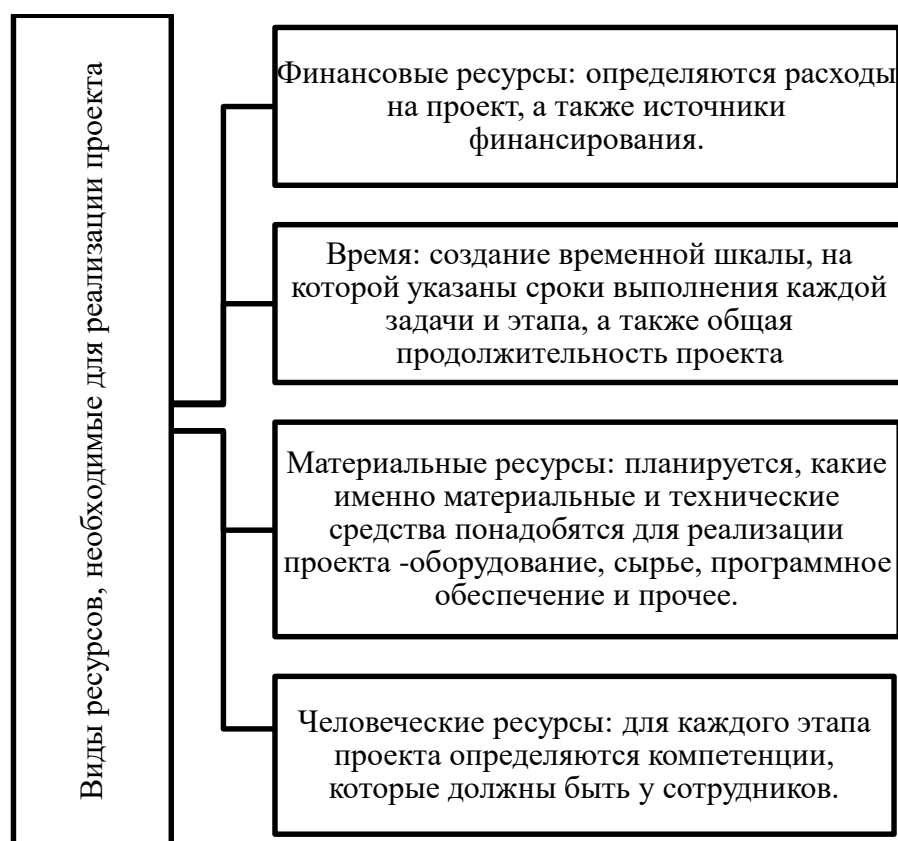 Виды ресурсов, необходимые для реализации проекта
Финансовые ресурсы: определяются расходы
на проект, а также источники
финансирования.
Время: создание временной шкалы, на
которой указаны сроки выполнения каждой
задачи и этапа, а также общая
продолжительность проекта
Материальные ресурсы: планируется, какие
именно материальные и технические
средства понадобятся для реализации
проекта -оборудование, сырье, программное
обеспечение и прочее.
Человеческие ресурсы: для каждого этапа
проекта определяются компетенции,
которые должны быть у сотрудников.